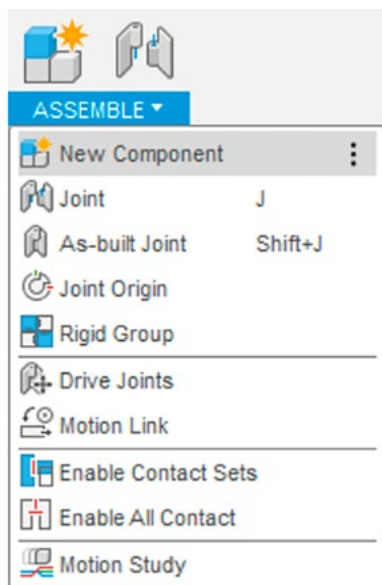 ASSEMBLE
New Component
Joint J
As-built Joint Shift+J
Joint Origin
Rigid Group
Drive Joints
Motion Link
Enable Contact Sets
Enable All Contact
Motion Study